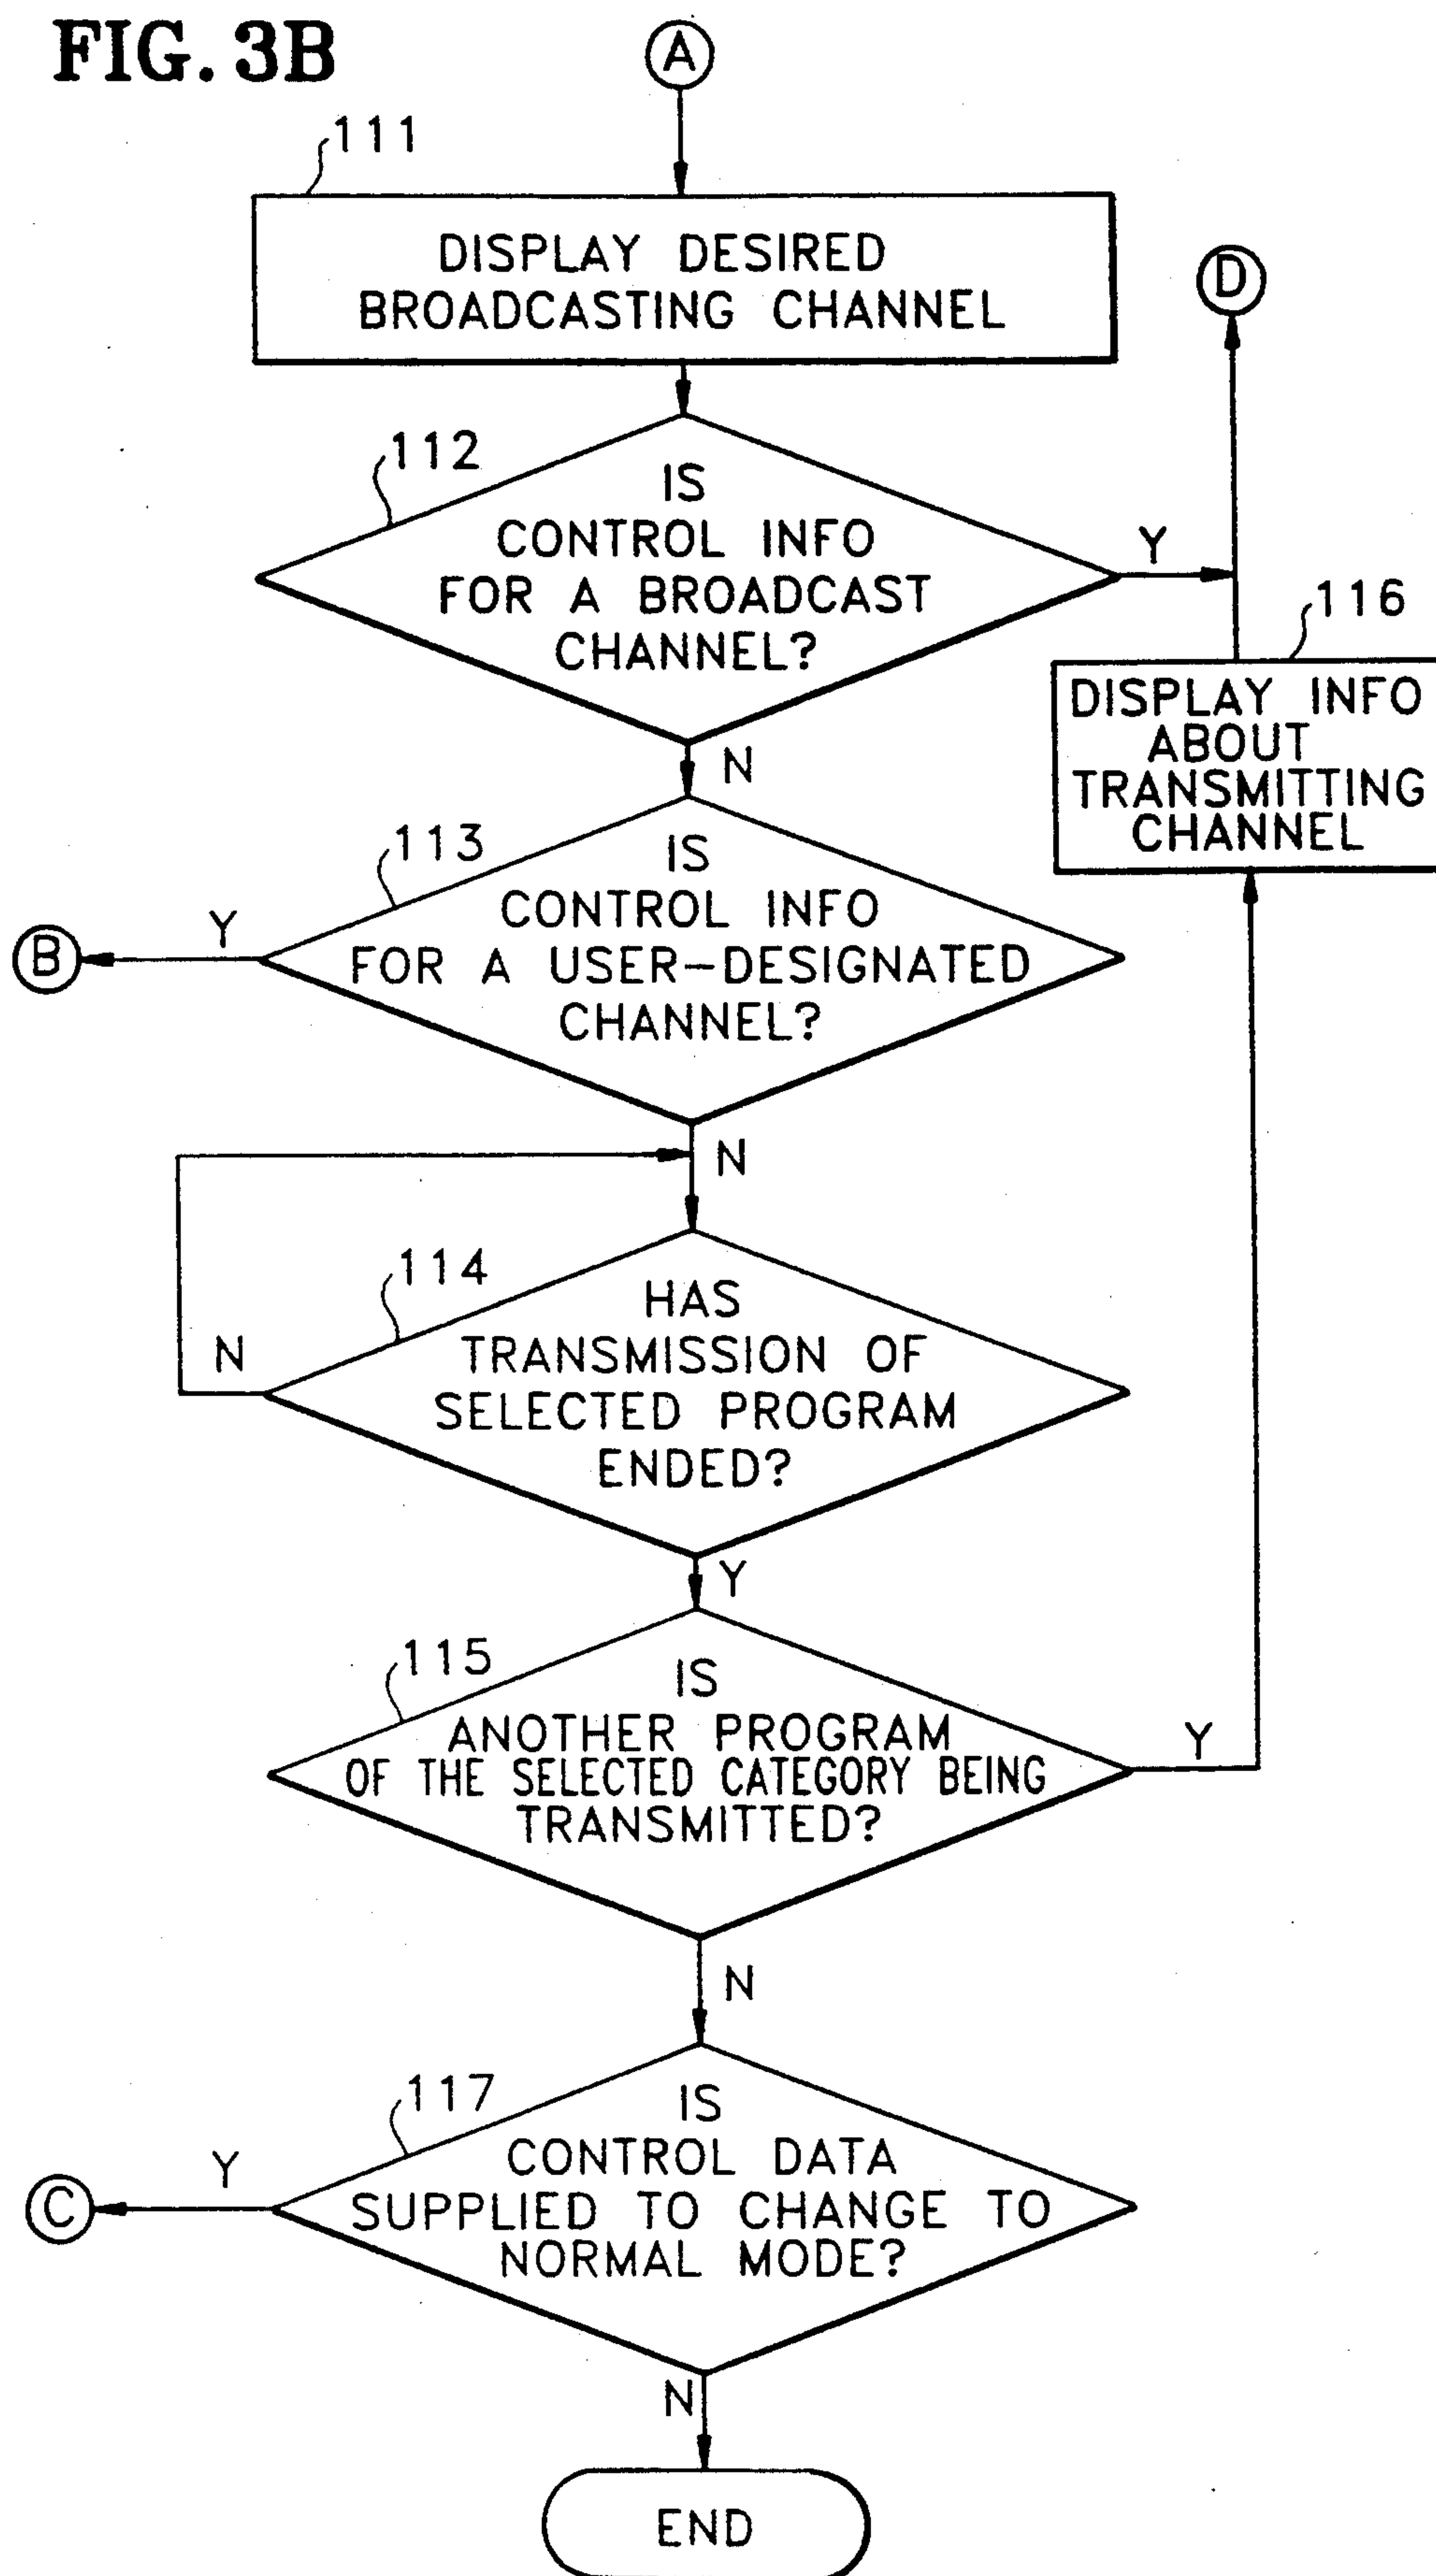 FIG. 3B
A
111
DISPLAY DESIRED
BROADCASTING CHANNEL
D
112
IS
CONTROL INFO
FOR A BROADCAST
CHANNEL?
Y
N
116
DISPLAY INFO
ABOUT
TRANSMITTING
CHANNEL
113
IS
CONTROL INFO
FOR A USER-DESIGNATED
CHANNEL?
Y
B
N
114
HAS
TRANSMISSION OF
SELECTED PROGRAM
ENDED?
N
Y
115
IS
ANOTHER PROGRAM
OF THE SELECTED CATEGORY BEING
TRANSMITTED?
Y
N
117
IS
CONTROL DATA
SUPPLIED TO CHANGE TO
NORMAL MODE?
Y
C
N
END